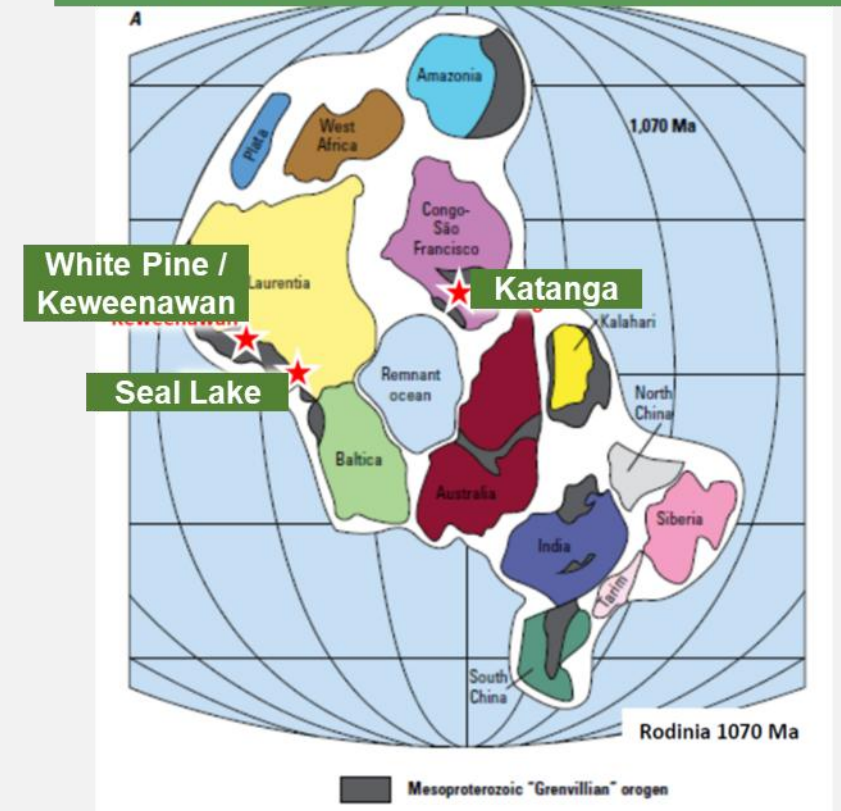 A
Amazonia
1,070 Ma
West
Africa
Plata
Congo-
São
Francisco
White Pine /
Keweenawan
Laurentia
Keweenawan
Katanga
Kalahari
Seal Lake
Remnant
ocean
North
China
Baltica
Australia
Siberia
India
Tarim
South
China
Rodinia 1070 Ma
Mesoproterozoic "Grenvillian" orogen